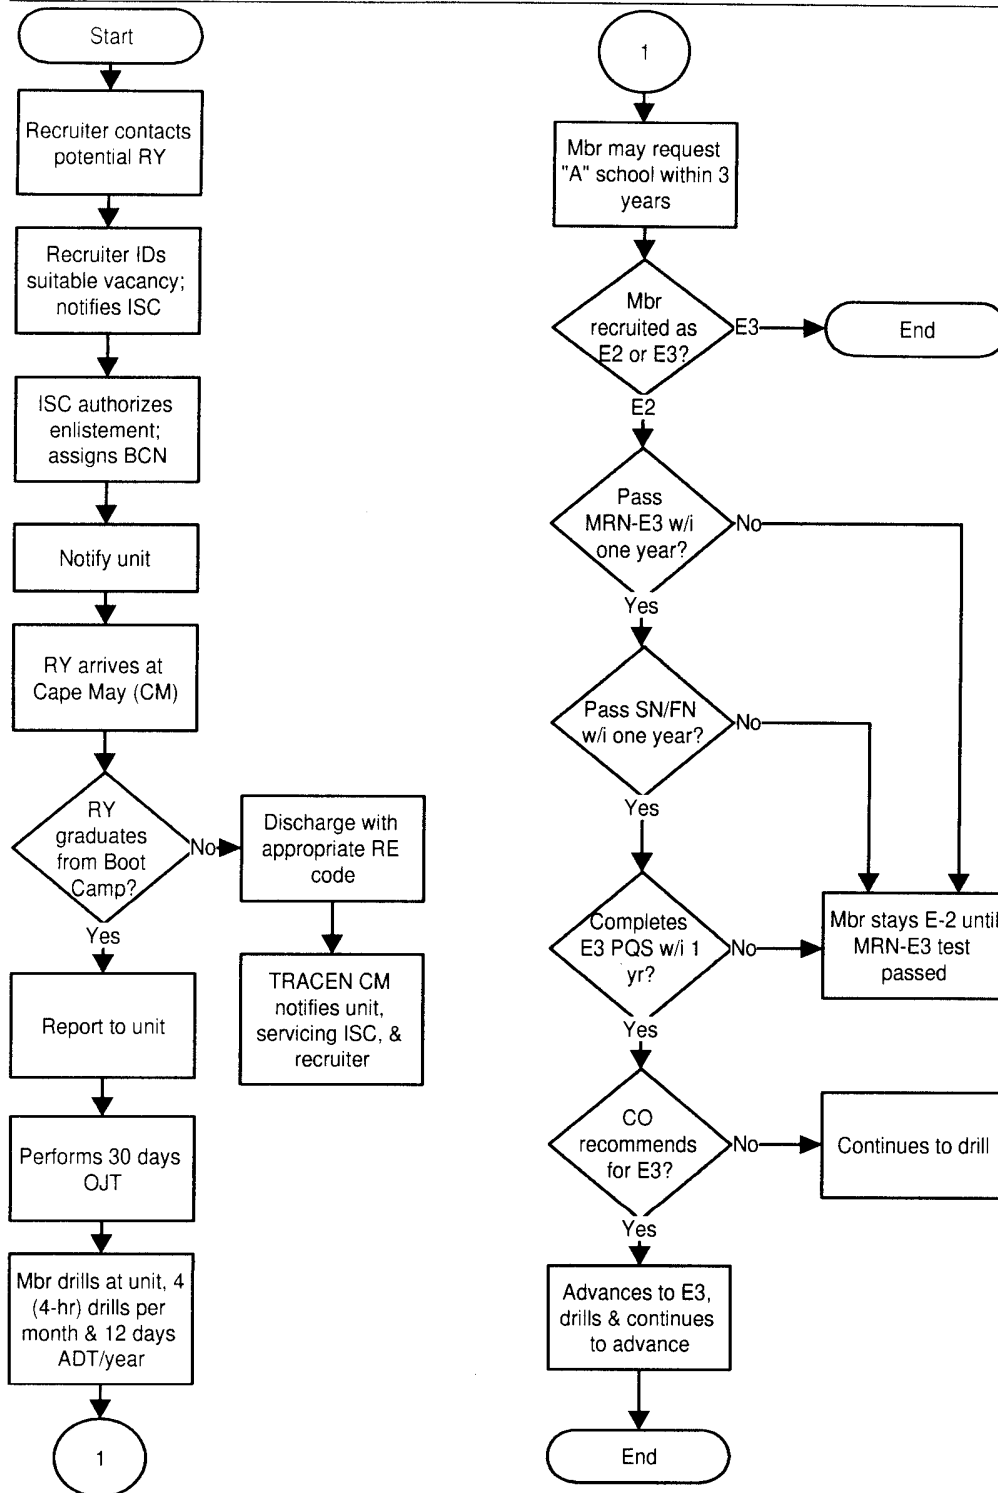 Start
Recruiter contacts
potential RY
Recruiter IDs
suitable vacancy;
notifies ISC
ISC authorizes
enlistement;
assigns BCN
Notify unit
RY arrives at
Cape May (CM)
RY
graduates
from Boot
Camp?
No
Discharge with
appropriate RE
code
TRACEN CM
notifies unit,
servicing ISC, &
recruiter
Yes
Report to unit
Performs 30 days
OJT
Mbr drills at unit, 4
(4-hr) drills per
month & 12 days
ADT/year
1
1
Mbr may request
"A" school within 3
years
Mbr
recruited as
E2 or E3?
E3
End
E2
Pass
MRN-E3 w/i
one year?
No
Yes
Pass SN/FN
w/i one year?
No
Yes
Completes
E3 PQS w/i 1
yr?
No
Mbr stays E-2 until
MRN-E3 test
passed
Yes
CO
recommends
for E3?
No
Continues to drill
Yes
Advances to E3,
drills & continues
to advance
End